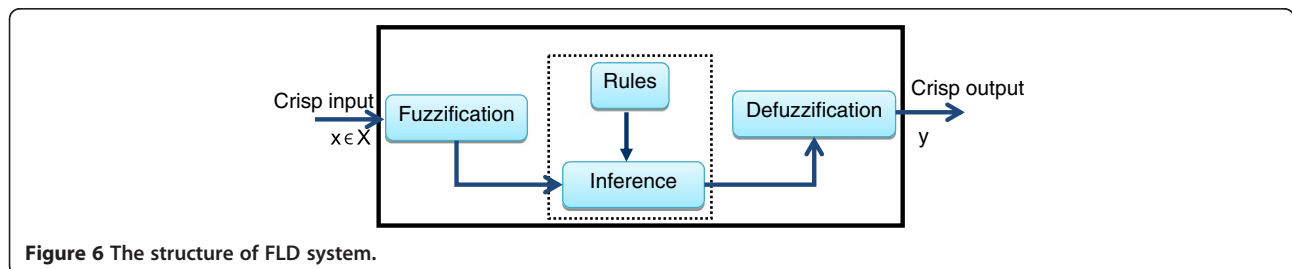 Crisp input
x ∈ X
Fuzzification
Rules
Inference
Defuzzification
Crisp output
y
Figure 6 The structure of FLD system.